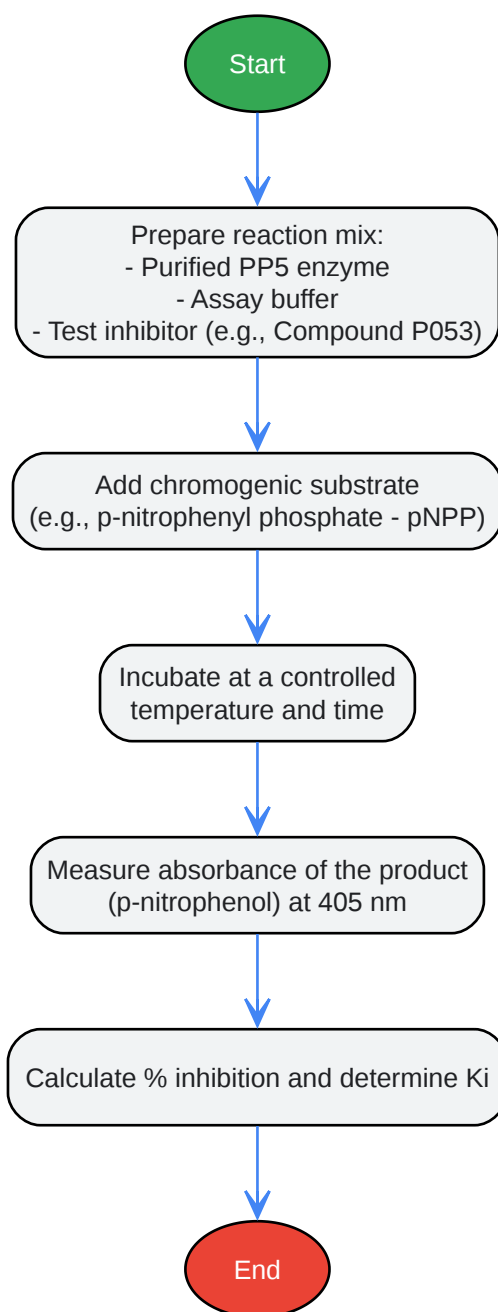 Start
Prepare reaction mix:
- Purified PP5 enzyme
- Assay buffer
- Test inhibitor (e.g., Compound P053)
Add chromogenic substrate
(e.g., p-nitrophenyl phosphate - pNPP)
Incubate at a controlled
temperature and time
Measure absorbance of the product
(p-nitrophenol) at 405 nm
Calculate % inhibition and determine Ki
End